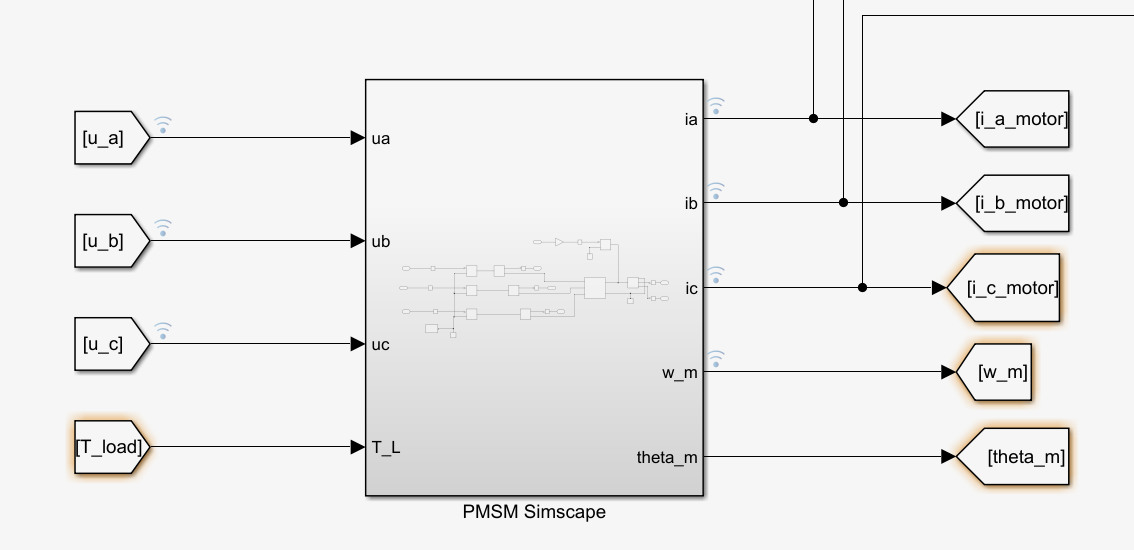 [u_a]
ua
ia
[i_a_motor]
[u_b]
ub
ib
[i_b_motor]
ic
[i_c_motor]
[u_c]
uc
w_m
[w_m]
[T_load]
T_L
theta_m
[theta_m]
PMSM Simscape